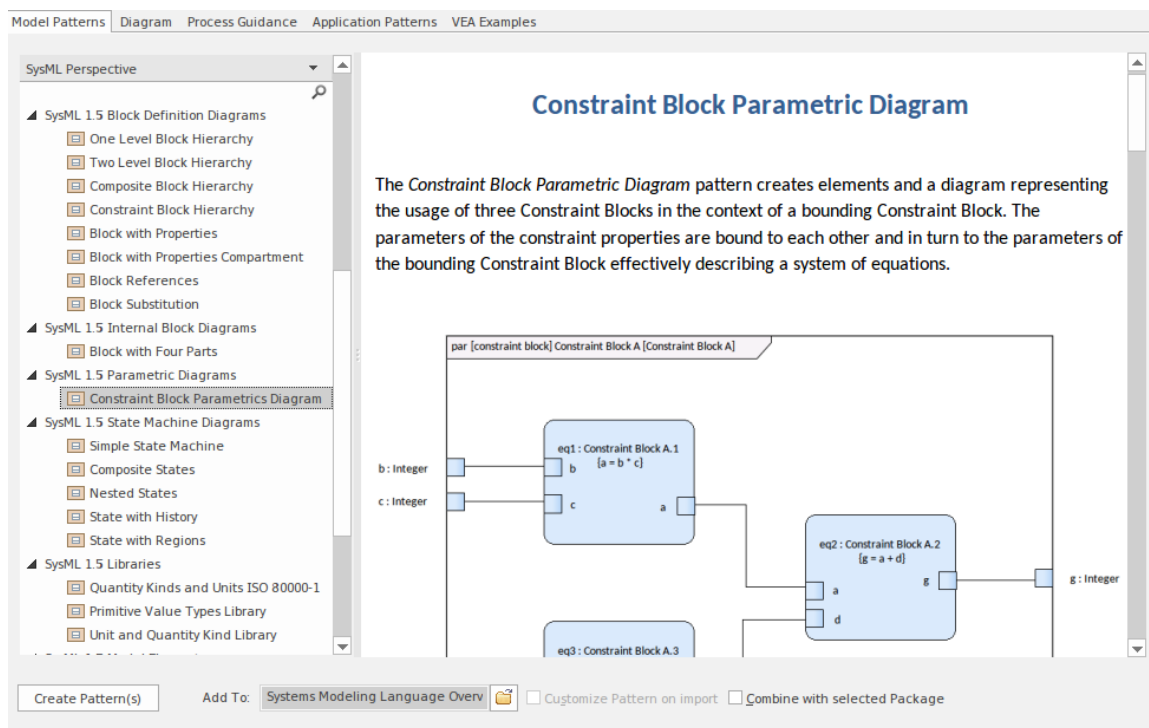 Model Patterns Diagram Process Guidance Application Patterns VEA Examples
SysML Perspective
SysML 1.5 Block Definition Diagrams
One Level Block Hierarchy
Two Level Block Hierarchy
Composite Block Hierarchy
Constraint Block Hierarchy
Block with Properties
Block with Properties Compartment
Block References
Block Substitution
SysML 1.5 Internal Block Diagrams
Block with Four Parts
SysML 1.5 Parametric Diagrams
Constraint Block Parametrics Diagram
SysML 1.5 State Machine Diagrams
Simple State Machine
Composite States
Nested States
State with History
State with Regions
SysML 1.5 Libraries
Quantity Kinds and Units ISO 80000-1
Primitive Value Types Library
Unit and Quantity Kind Library
Constraint Block Parametric Diagram
The Constraint Block Parametric Diagram pattern creates elements and a diagram representing
the usage of three Constraint Blocks in the context of a bounding Constraint Block. The
parameters of the constraint properties are bound to each other and in turn to the parameters of
the bounding Constraint Block effectively describing a system of equations.
par [constraint block] Constraint Block A [Constraint Block A]
eq1 : Constraint Block A.1
{a = b * c}
b : Integer
b
c : Integer
c
a
eq2 : Constraint Block A.2
{g = a + d}
g
g : Integer
a
d
eq3 : Constraint Block A.3
Create Pattern(s) Add To: Systems Modeling Language Overv Customize Pattern on import Combine with selected Package